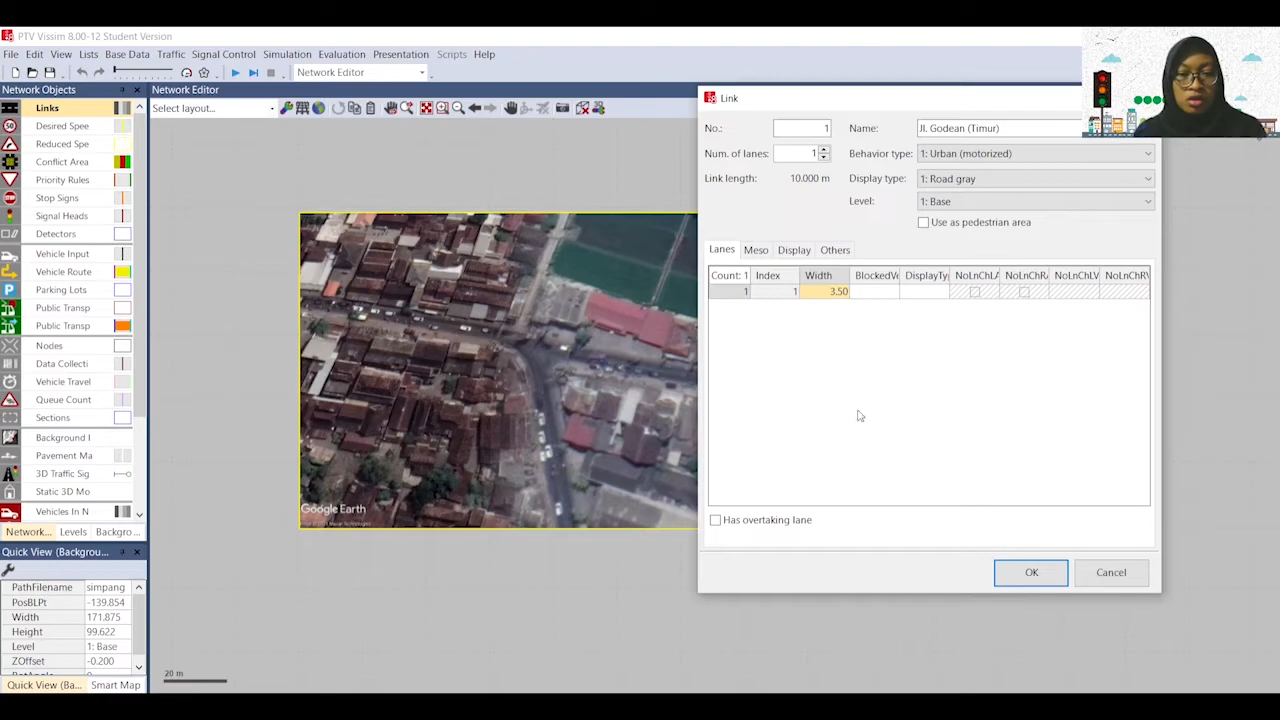 PTV Vissim 8.00-12 Student Version
File Edit View Lists Base Data Traffic Signal Control Simulation Evaluation Presentation Scripts Help
Network Editor
Network Objects
Network Editor
Select layout...
Links
Desired Spee
Reduced Spe
Conflict Area
Priority Rules
Stop Signs
Signal Heads
Detectors
Vehicle Input
Vehicle Route
Parking Lots
Public Transp
Public Transp
Nodes
Data Collecti
Vehicle Travel
Queue Count
Sections
Background I
Pavement Ma
3D Traffic Sig
Static 3D Mo
Vehicles In N
Network... Levels Backgro...
Quick View (Backgrou...
PathFilename simpang
PosBLPt -139.854
Width 171.875
Height 99.622
Level 1: Base
ZOffset -0.200
Quick View (Ba... Smart Map
Google Earth
20 m
Link
No.: 1 Name: Jl. Godean (Timur)
Num. of lanes: 1 Behavior type: 1: Urban (motorized)
Link length: 10.000 m Display type: 1: Road gray
Level: 1: Base
Use as pedestrian area
Lanes Meso Display Others
Count: 1 Index Width BlockedVe DisplayTyp NoLnChLA NoLnChRA NoLnChLV NoLnChRV
1 1 3.50
Has overtaking lane
OK Cancel